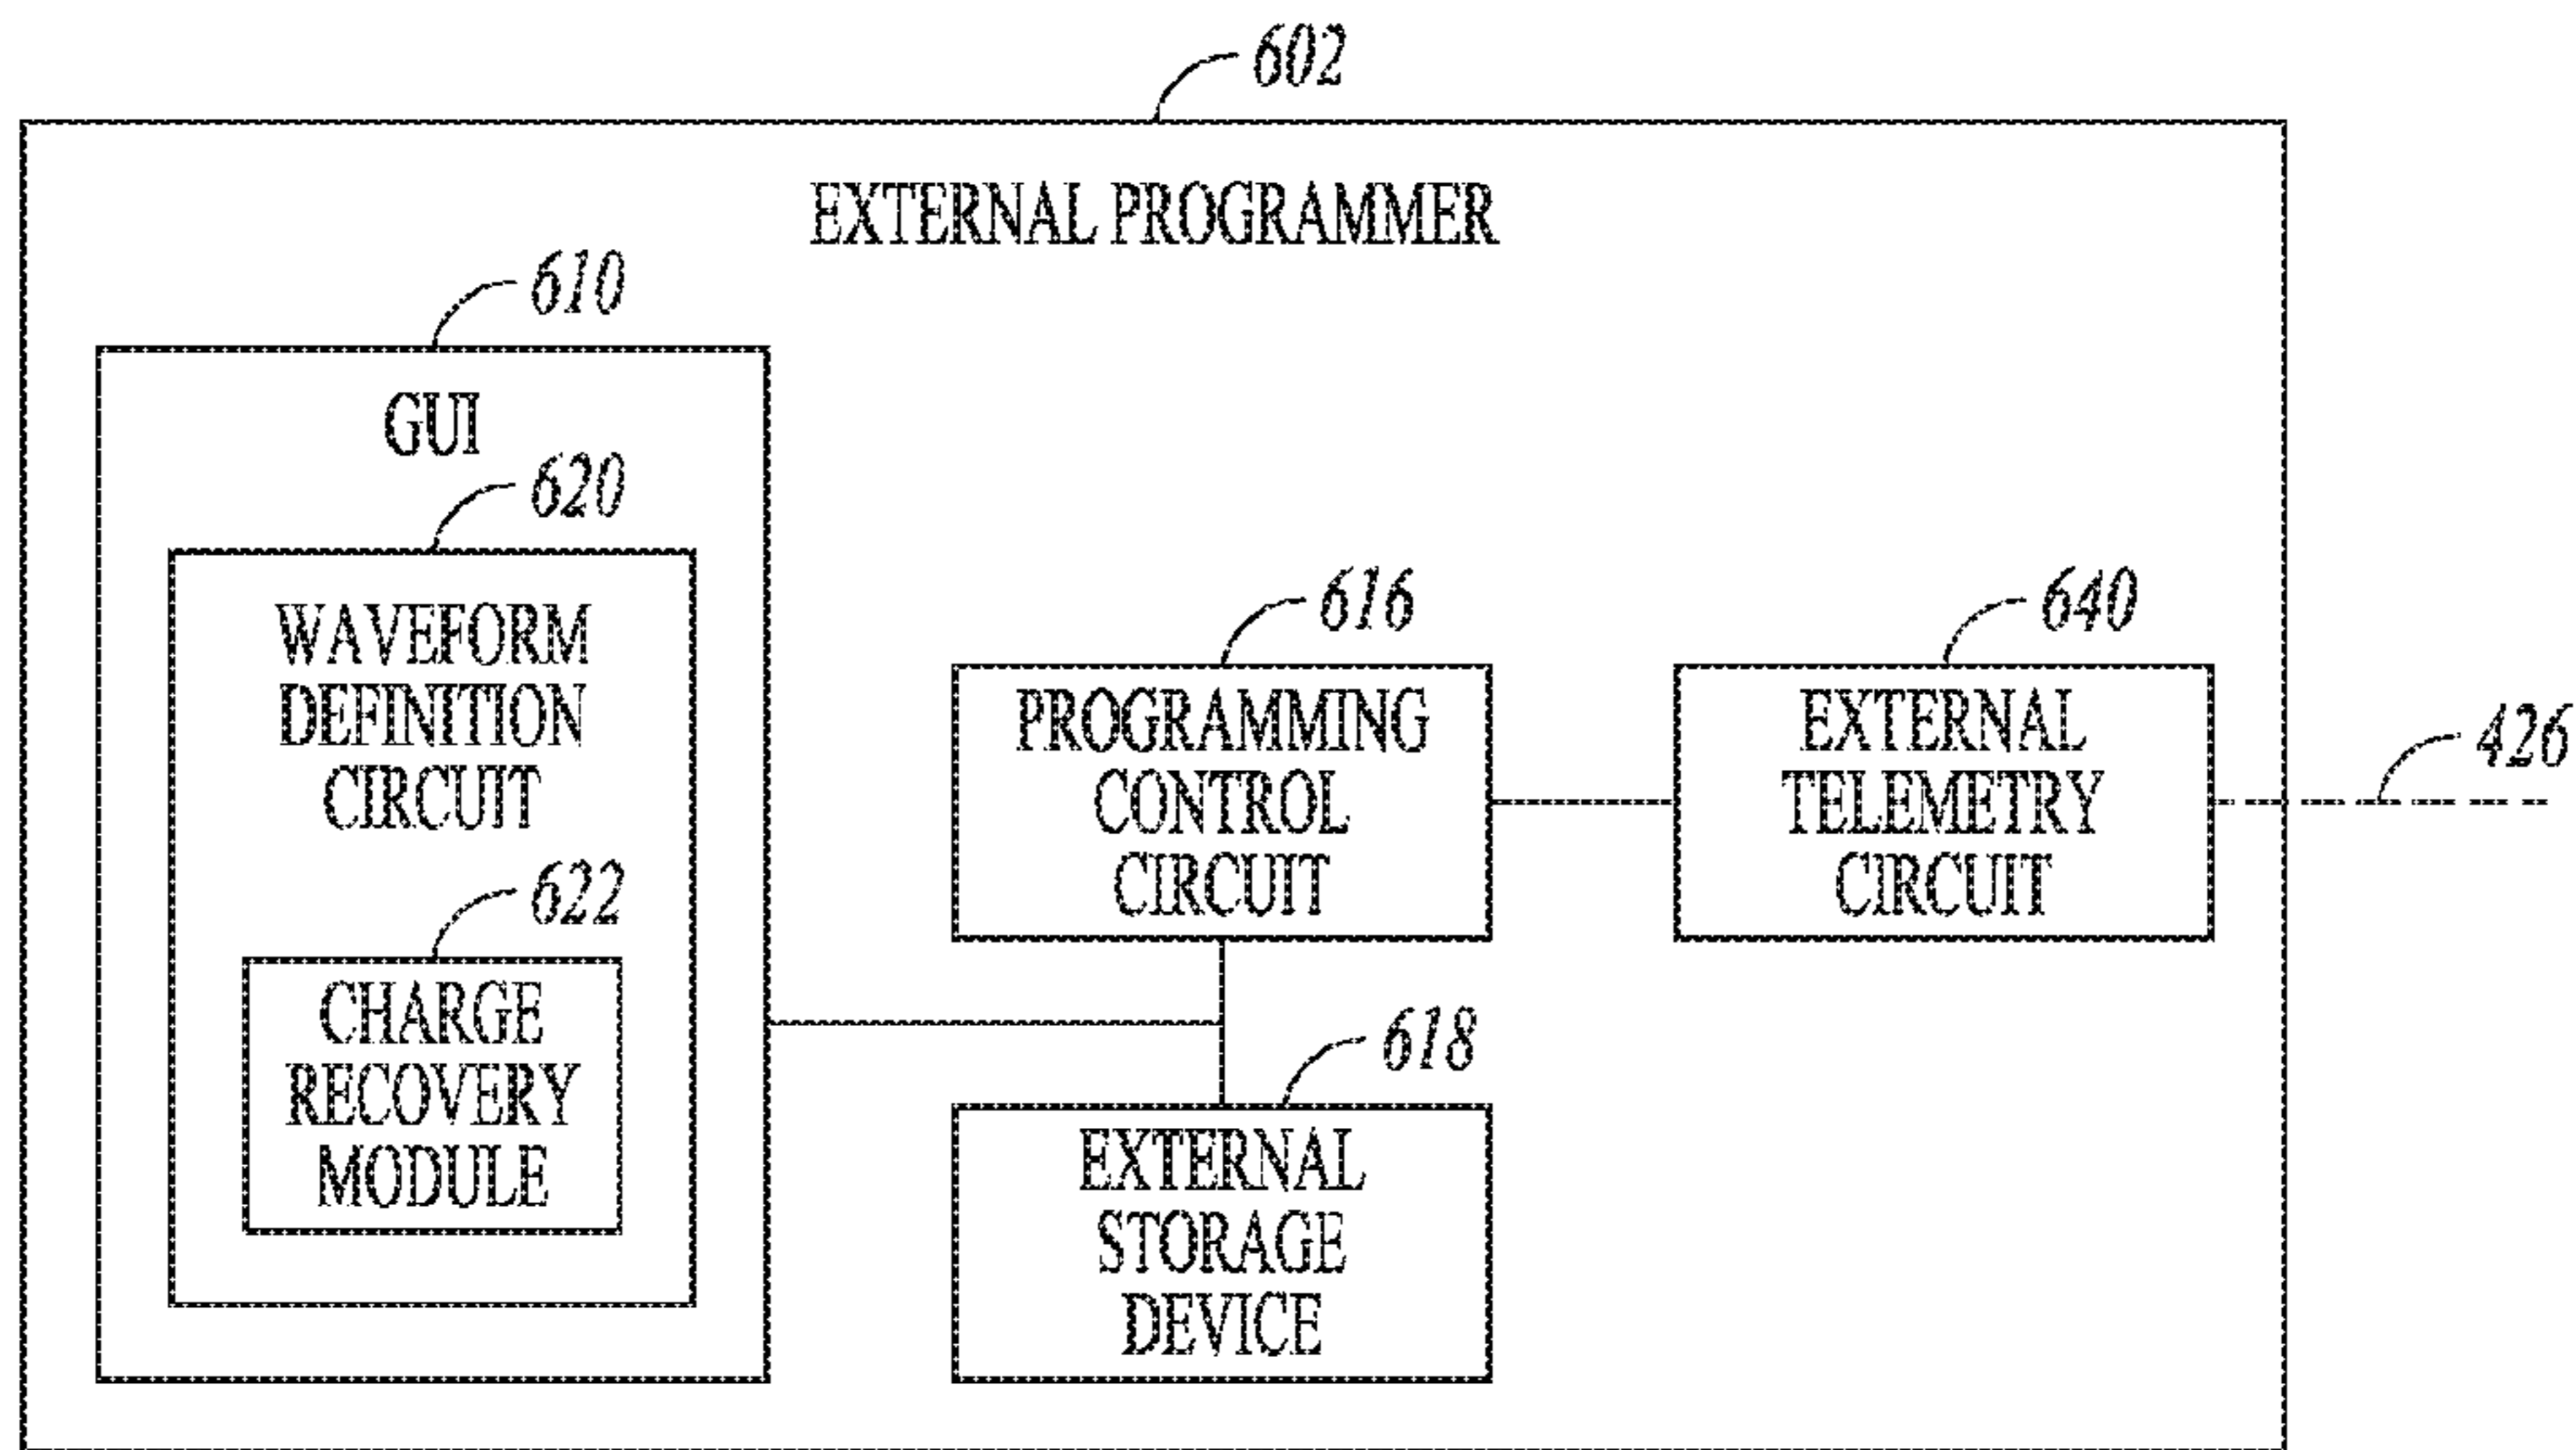 602
EXTERNAL PROGRAMMER
610
GUI
620
WAVEFORM
DEFINITION
CIRCUIT
622
CHARGE
RECOVERY
MODULE
616
PROGRAMMING
CONTROL
CIRCUIT
618
EXTERNAL
STORAGE
DEVICE
640
EXTERNAL
TELEMETRY
CIRCUIT
426